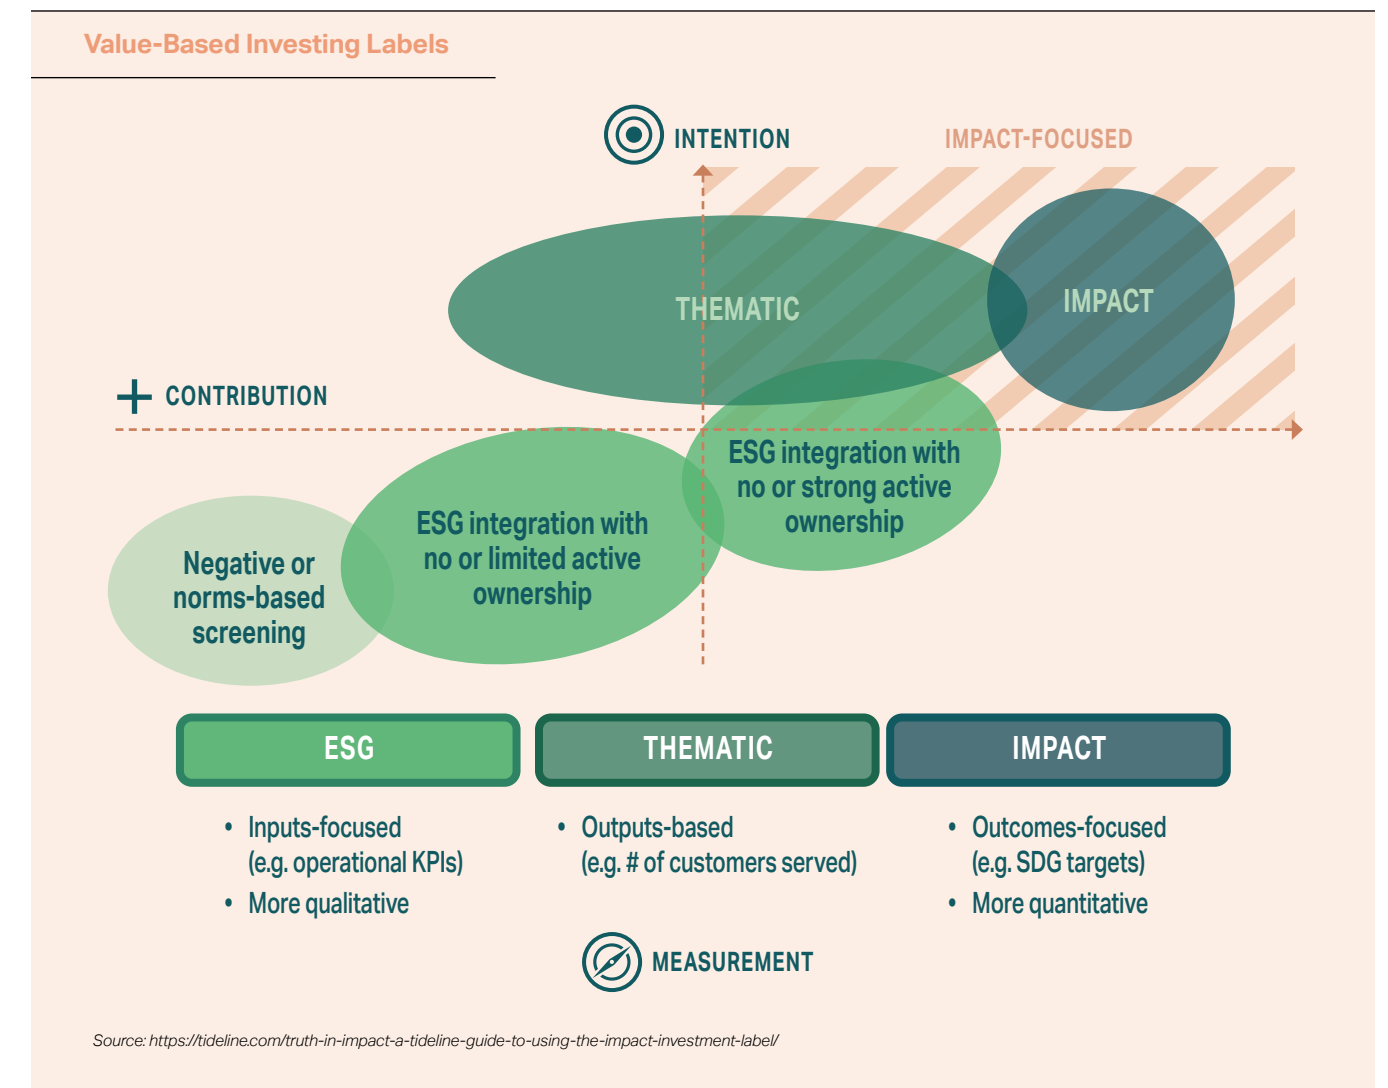 Value-Based Investing Labels
INTENTION
IMPACT-FOCUSED
THEMATIC
IMPACT
CONTRIBUTION
ESG integration with
no or strong active
ownership
ESG integration with
no or limited active
ownership
Negative or
norms-based
screening
ESG
• Inputs-focused
(e.g. operational KPIs)
• More qualitative
THEMATIC
• Outputs-based
(e.g. # of customers served)
IMPACT
• Outcomes-focused
(e.g. SDG targets)
• More quantitative
MEASUREMENT
Source: https://tideline.com/truth-in-impact-a-tideline-guide-to-using-the-impact-investment-label/